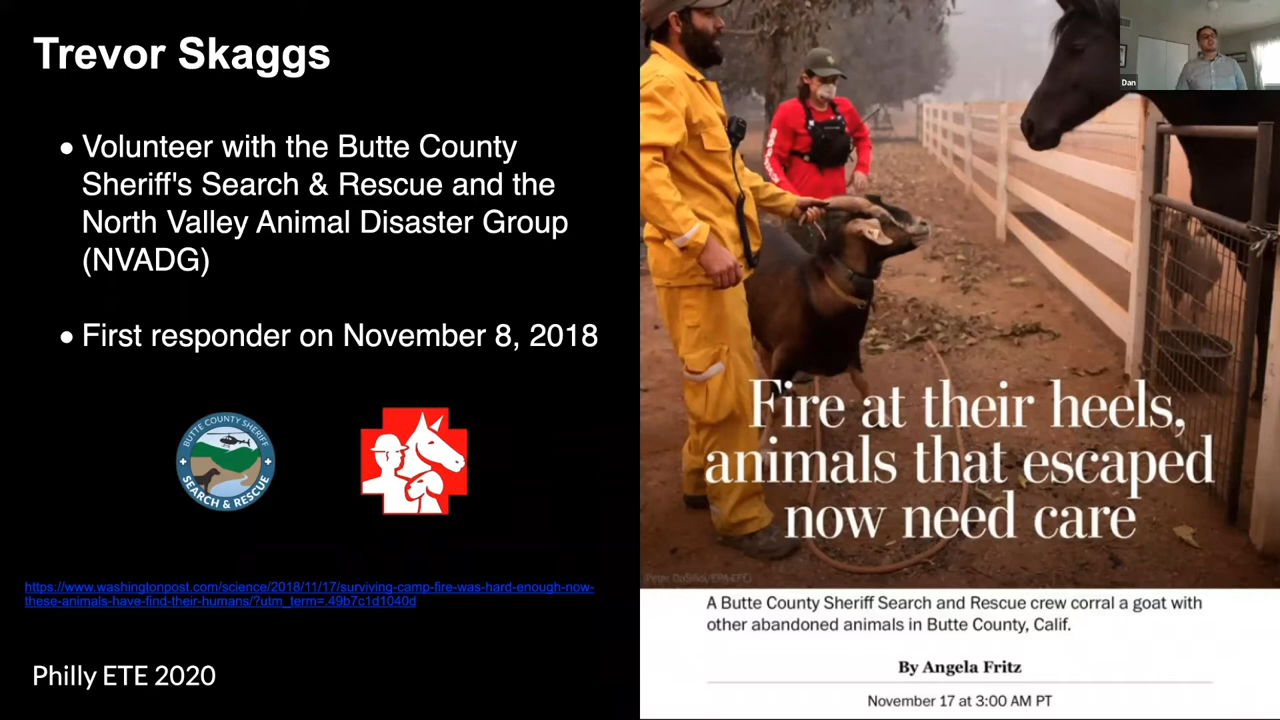 Trevor Skaggs
● Volunteer with the Butte County
Sheriff's Search & Rescue and the
North Valley Animal Disaster Group
(NVADG)
● First responder on November 8, 2018
BUTTE COUNTY SHERIFF
SEARCH & RESCUE
https://www.washingtonpost.com/science/2018/11/17/surviving-camp-fire-was-hard-enough-now-
these-animals-have-find-their-humans/?utm_term=.49b7c1d1040d
Philly ETE 2020
Dan
Fire at their heels,
animals that escaped
now need care
A Butte County Sheriff Search and Rescue crew corral a goat with
other abandoned animals in Butte County, Calif.
By Angela Fritz
November 17 at 3:00 AM PT